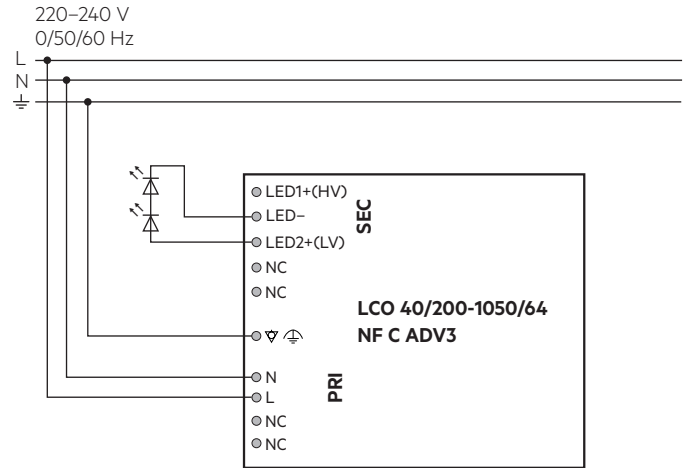 220–240 V
0/50/60 Hz
L
N
LED1+(HV)
LED–
SEC
LED2+(LV)
NC
NC
LCO 40/200-1050/64
NF C ADV3
N
PRI
L
NC
NC